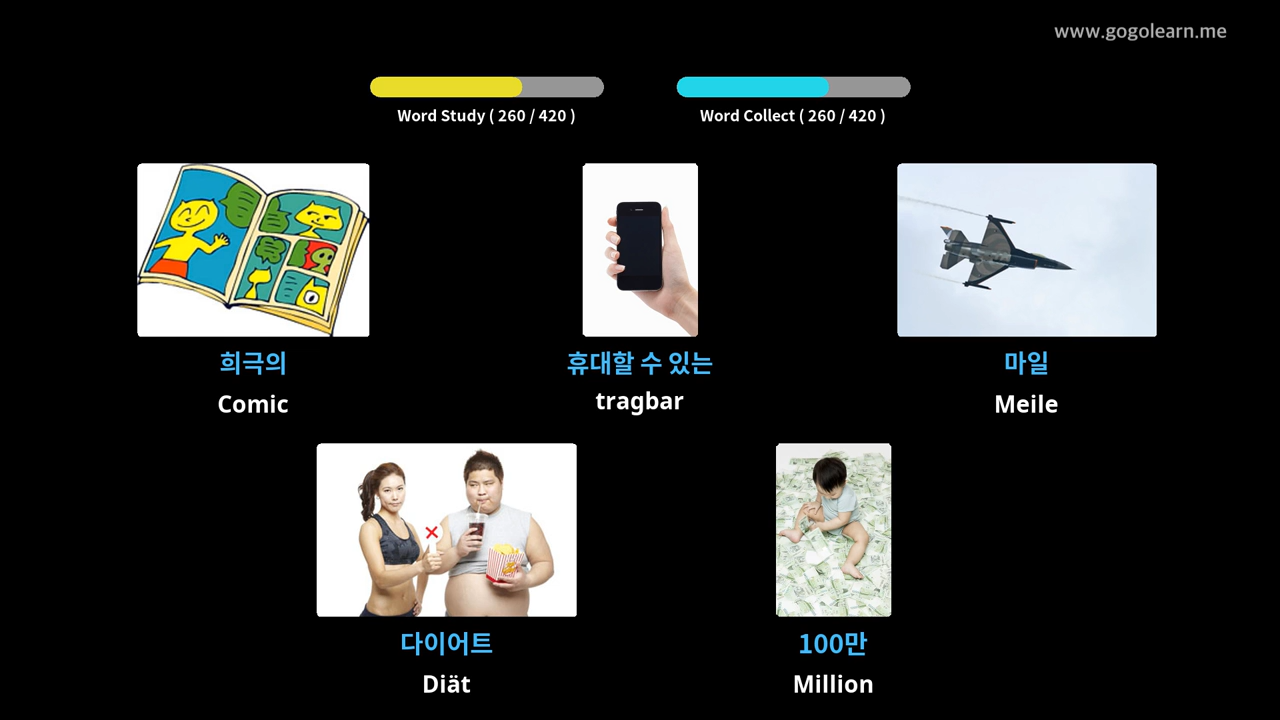 www.gogolearn.me
Word Study ( 260 / 420 )
Word Collect ( 260 / 420 )
희극의
휴대할 수 있는
마일
Comic
tragbar
Meile
다이어트
100만
Diät
Million